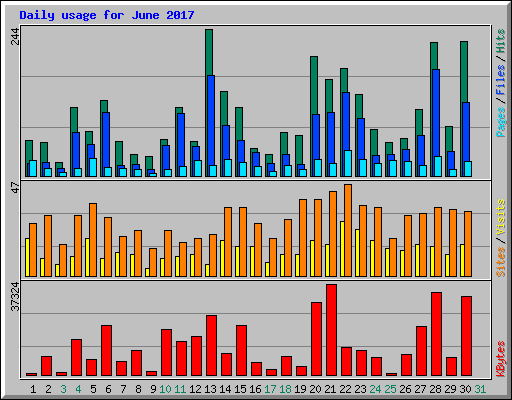 Daily usage for June 2017
244
Pages / Files / Hits
47
Sites / Visits
37324
KBytes
1 2 3 4 5 6 7 8 9 10 11 12 13 14 15 16 17 18 19 20 21 22 23 24 25 26 27 28 29 30 31